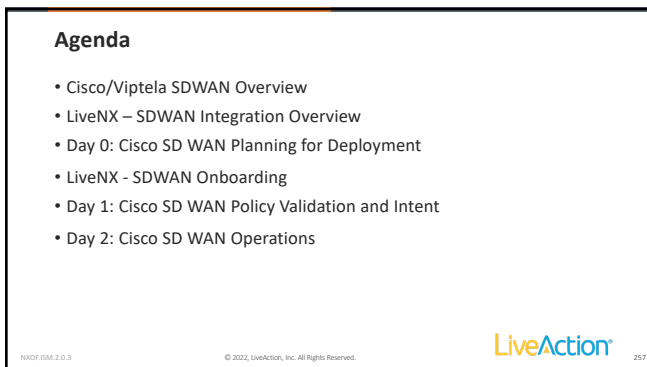 Agenda
• Cisco/Viptela SDWAN Overview
• LiveNX – SDWAN Integration Overview
• Day 0: Cisco SD WAN Planning for Deployment
• LiveNX - SDWAN Onboarding
• Day 1: Cisco SD WAN Policy Validation and Intent
• Day 2: Cisco SD WAN Operations
NXOF.ISM.2.0.3
© 2022, LiveAction, Inc. All Rights Reserved.
LiveAction®
257